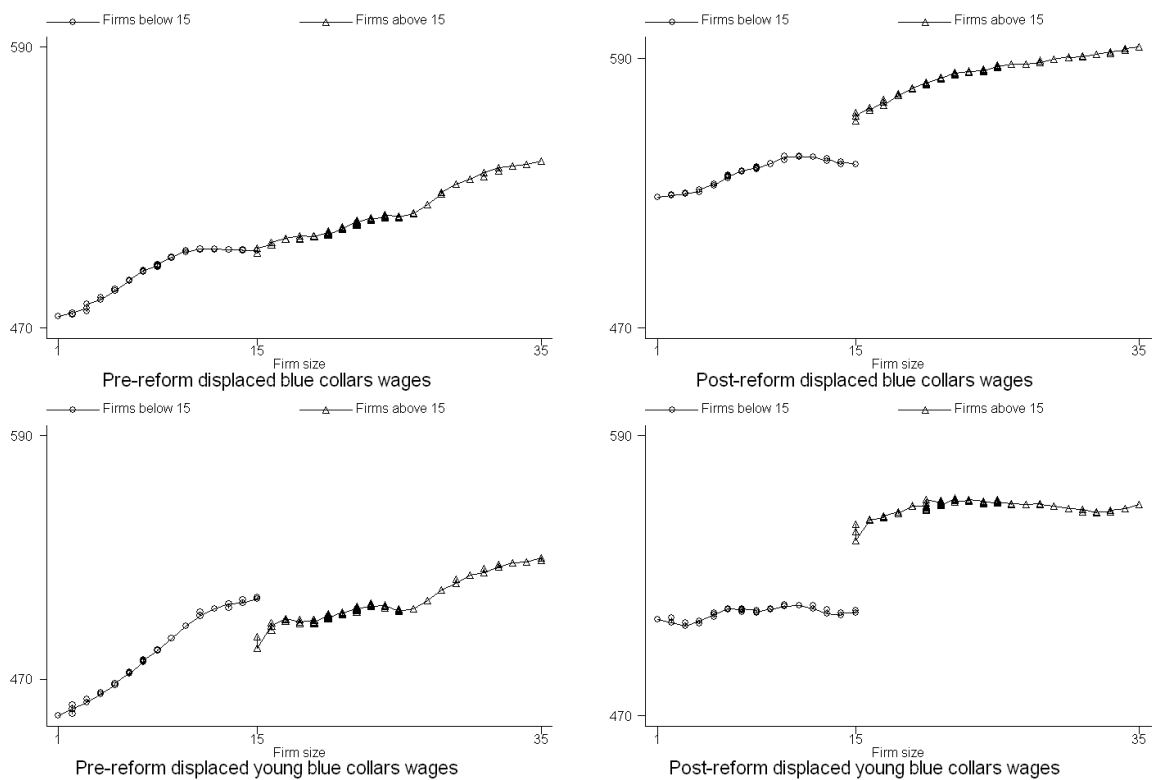 Firms below 15 Firms above 15
590
470
1 15 35
Firm size
Pre-reform displaced blue collars wages
Firms below 15 Firms above 15
590
470
1 15 35
Firm size
Post-reform displaced blue collars wages
Firms below 15 Firms above 15
590
470
1 15 35
Firm size
Pre-reform displaced young blue collars wages
Firms below 15 Firms above 15
590
470
1 15 35
Firm size
Post-reform displaced young blue collars wages